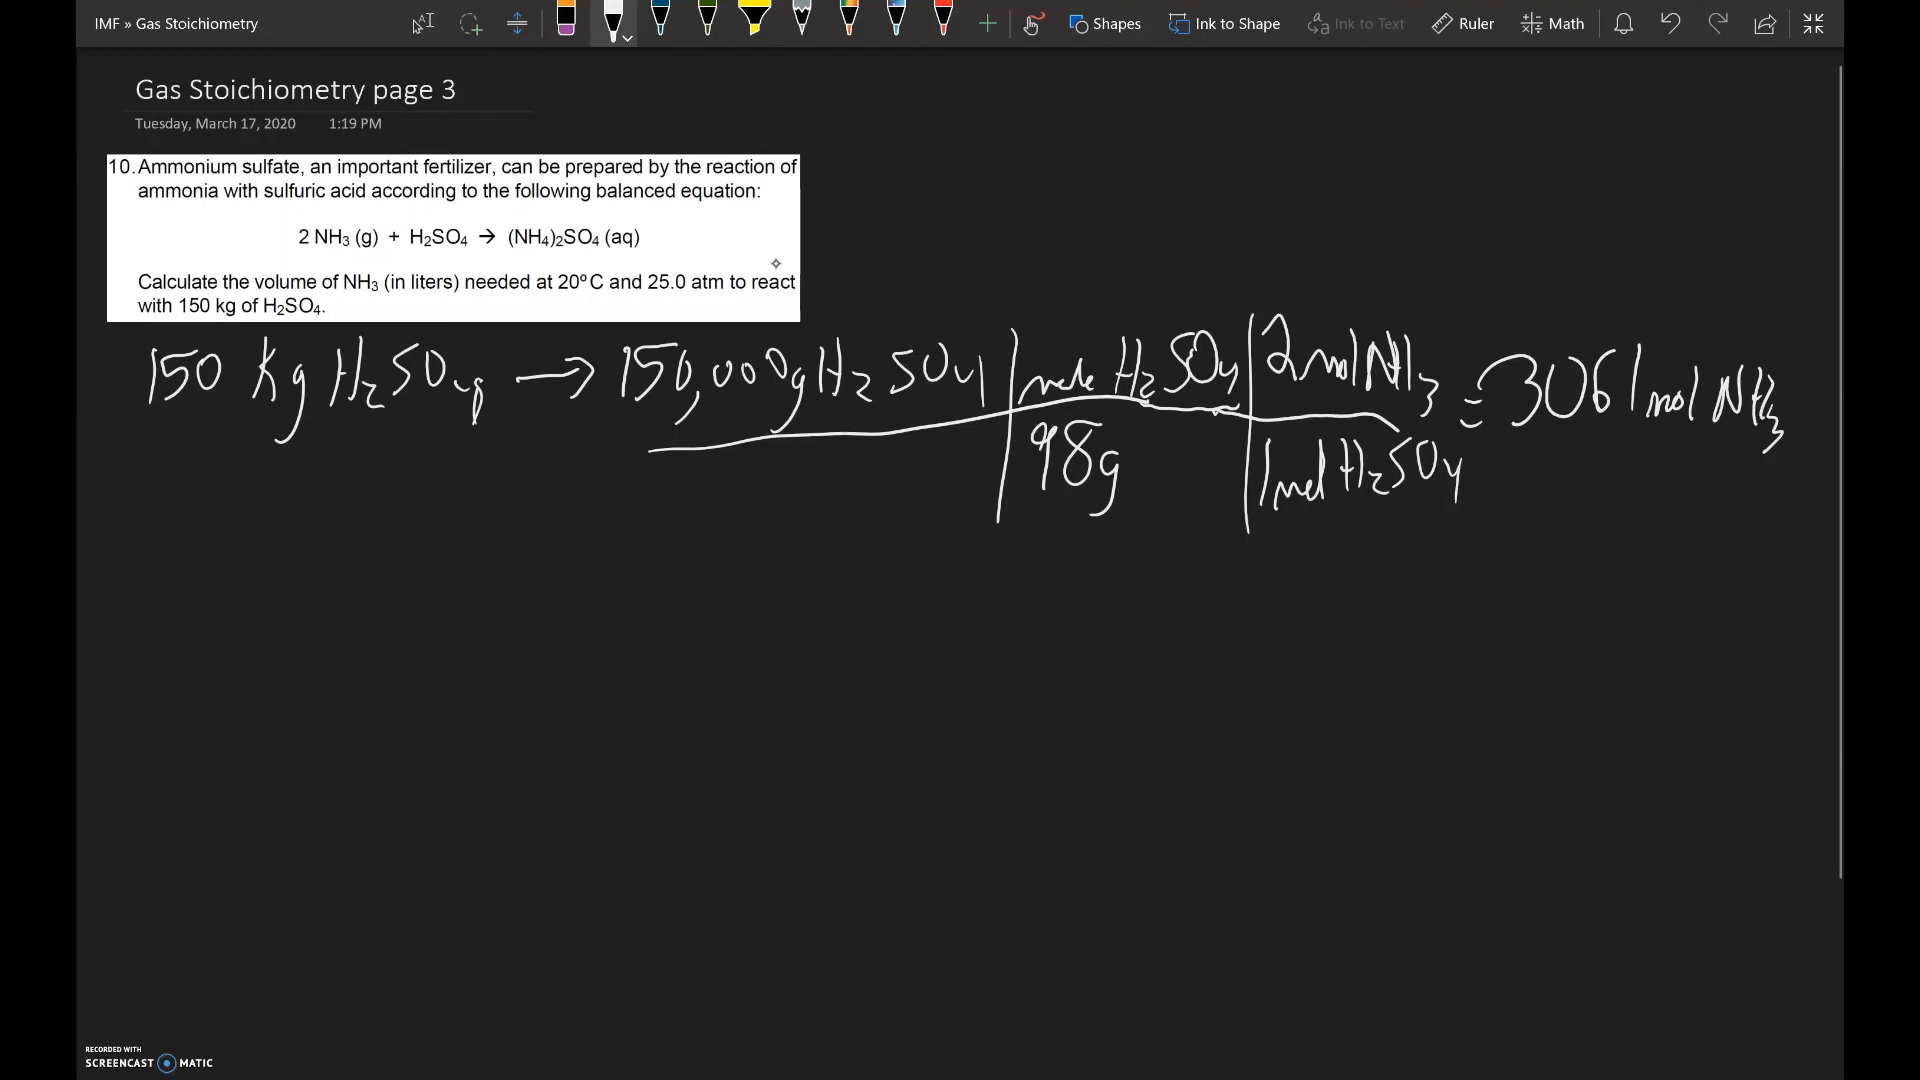 IMF » Gas Stoichiometry
Shapes Ink to Shape Ink to Text Ruler Math
Gas Stoichiometry page 3
Tuesday, March 17, 2020 1:19 PM
10. Ammonium sulfate, an important fertilizer, can be prepared by the reaction of
ammonia with sulfuric acid according to the following balanced equation:
2 NH₃ (g) + H₂SO₄ → (NH₄)₂SO₄ (aq)
Calculate the volume of NH₃ (in liters) needed at 20°C and 25.0 atm to react
with 150 kg of H₂SO₄.
150 Kg H₂SO₄ → 150,000g H₂SO₄ | mole H₂SO₄ | 2 mol NH₃ = 3061 mol NH₃
98g | 1 mol H₂SO₄
RECORDED WITH
SCREENCAST MATIC